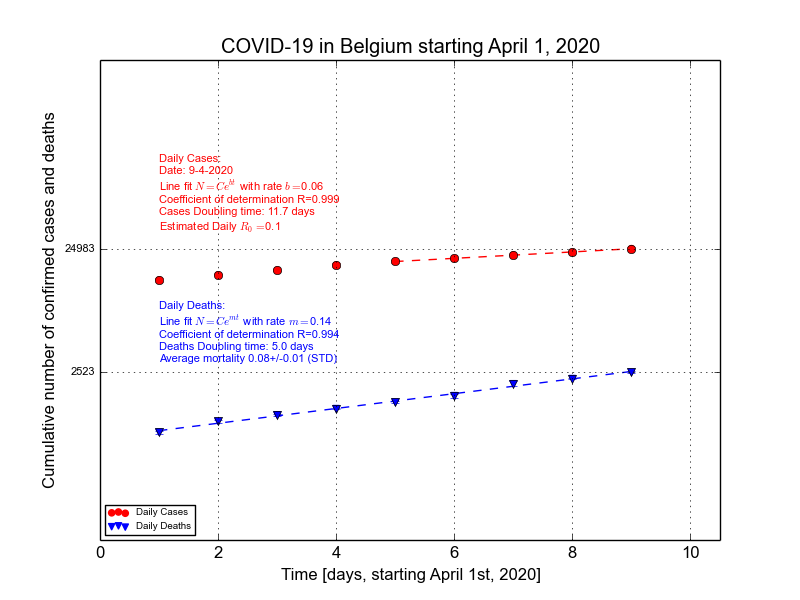 COVID-19 in Belgium starting April 1, 2020
Cumulative number of confirmed cases and deaths
Daily Cases:
Date: 9-4-2020
Line fit N = Ce^{bt} with rate b =0.06
Coefficient of determination R=0.999
Cases Doubling time: 11.7 days
Estimated Daily R_0 =0.1
24983
Daily Deaths:
Line fit N = Ce^{mt} with rate m =0.14
Coefficient of determination R=0.994
Deaths Doubling time: 5.0 days
Average mortality 0.08+/-0.01 (STD)
2523
Daily Cases
Daily Deaths
0 2 4 6 8 10
Time [days, starting April 1st, 2020]